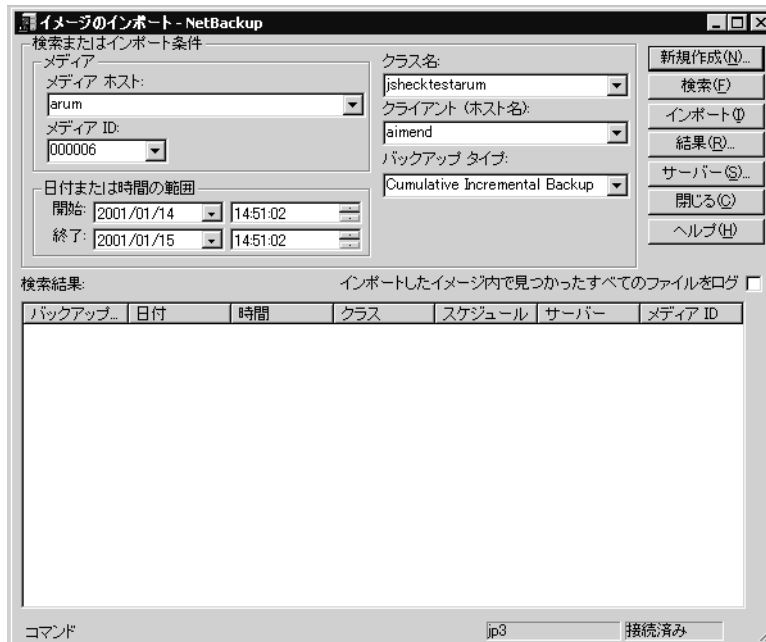 イメージのインポート - NetBackup
検索またはインポート条件
メディア
メディア ホスト:
arum
メディア ID:
000006
日付または時間の範囲
開始: 2001/01/14 14:51:02
終了: 2001/01/15 14:51:02
クラス名:
jshecktestarum
クライアント (ホスト名):
aimend
バックアップ タイプ:
Cumulative Incremental Backup
新規作成(N)...
検索(F)
インポート(I)
結果(R)...
サーバー(S)...
閉じる(C)
ヘルプ(H)
検索結果: インポートしたイメージ内で見つかったすべてのファイルをログ
バックアップ... 日付 時間 クラス スケジュール サーバー メディア ID
コマンド jp3 接続済み